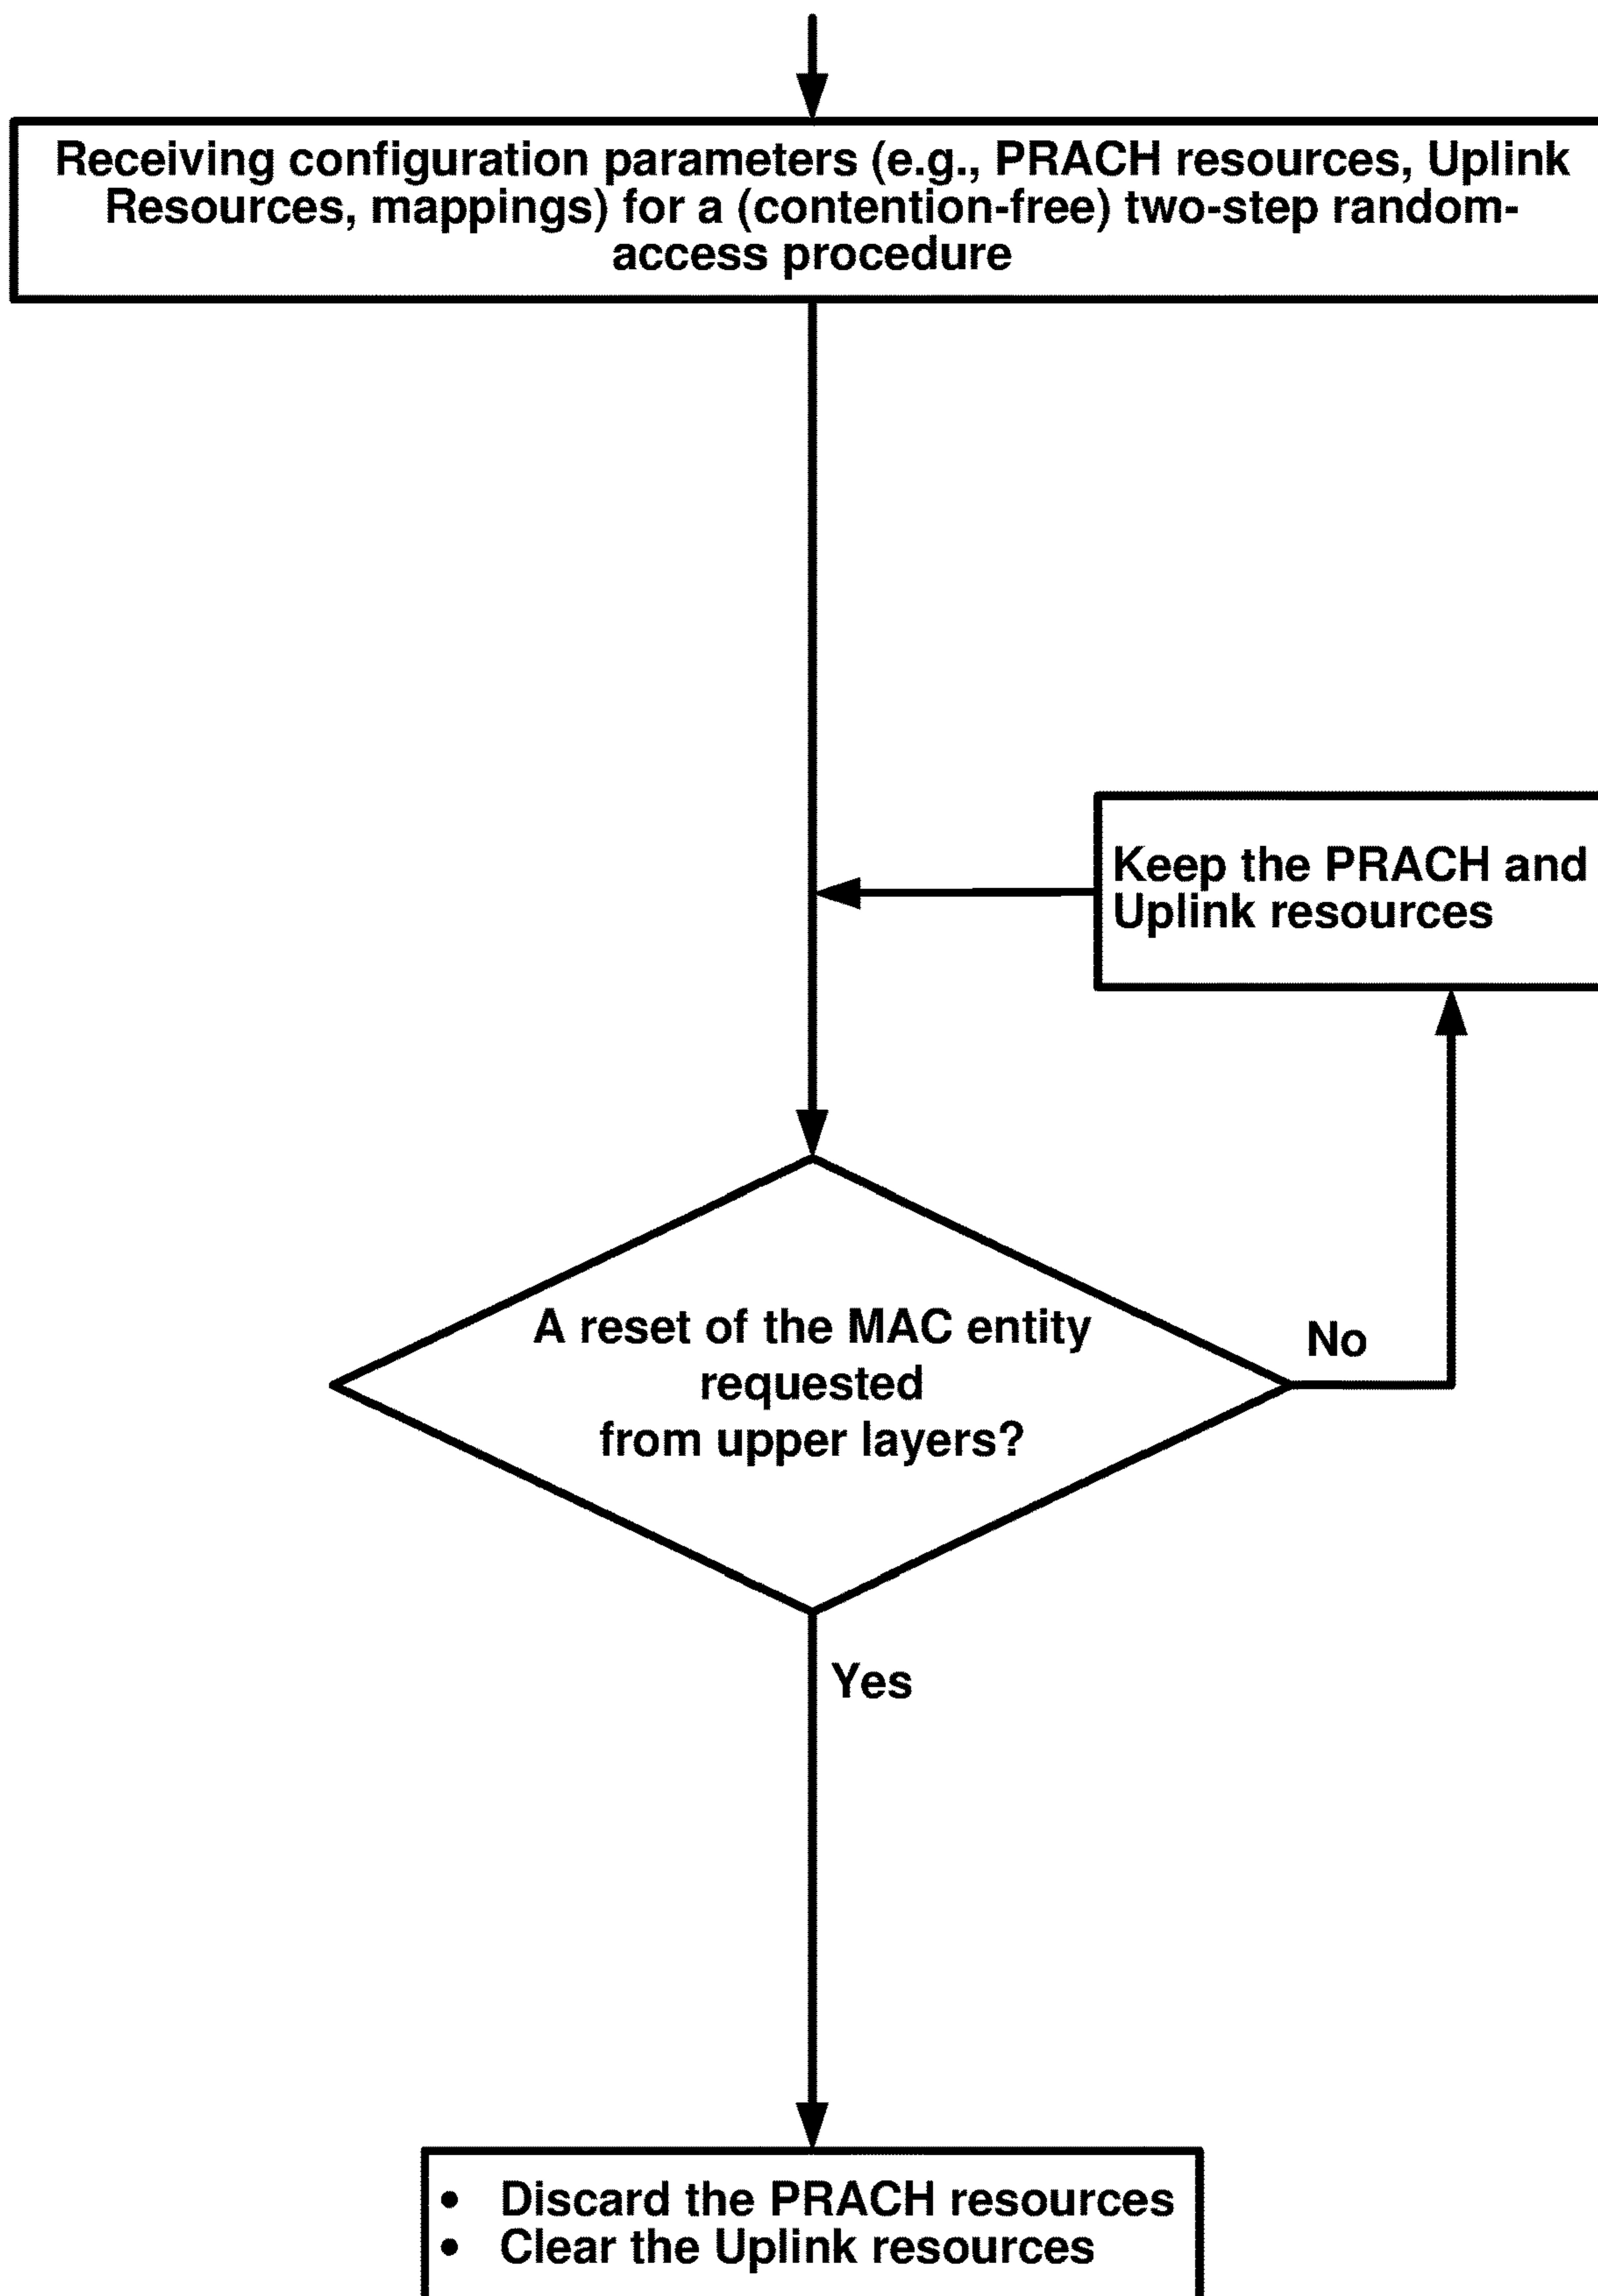 Receiving configuration parameters (e.g., PRACH resources, Uplink
Resources, mappings) for a (contention-free) two-step random-
access procedure
Keep the PRACH and
Uplink resources
A reset of the MAC entity
requested
from upper layers?
No
Yes
• Discard the PRACH resources
• Clear the Uplink resources